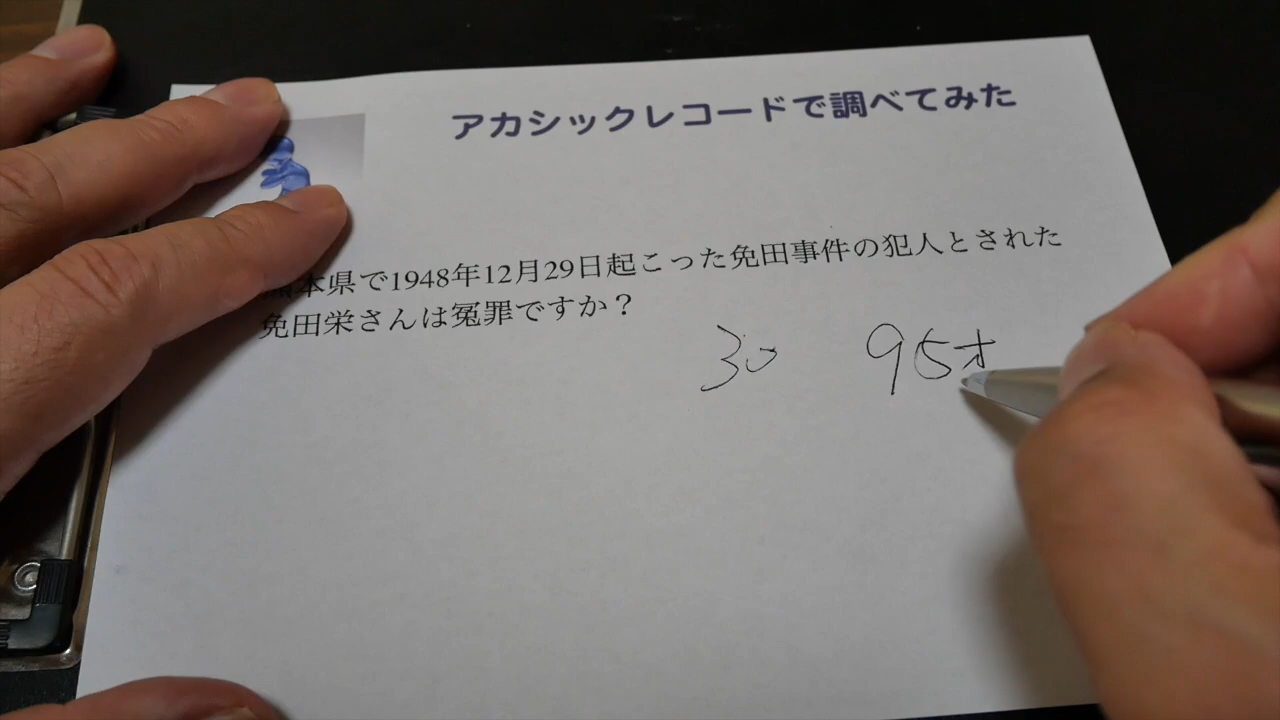 アカシックレコードで調べてみた
本県で1948年12月29日起こった免田事件の犯人とされた
免田栄さんは冤罪ですか？
30 95才